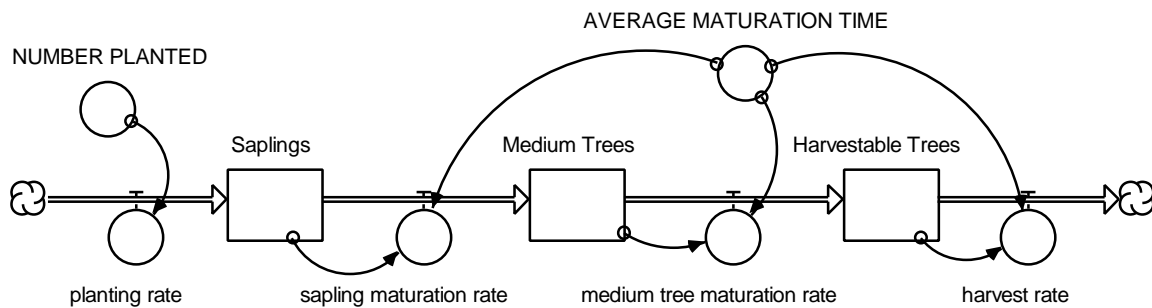 AVERAGE MATURATION TIME
NUMBER PLANTED
Saplings
Medium Trees
Harvestable Trees
planting rate
sapling maturation rate
medium tree maturation rate
harvest rate